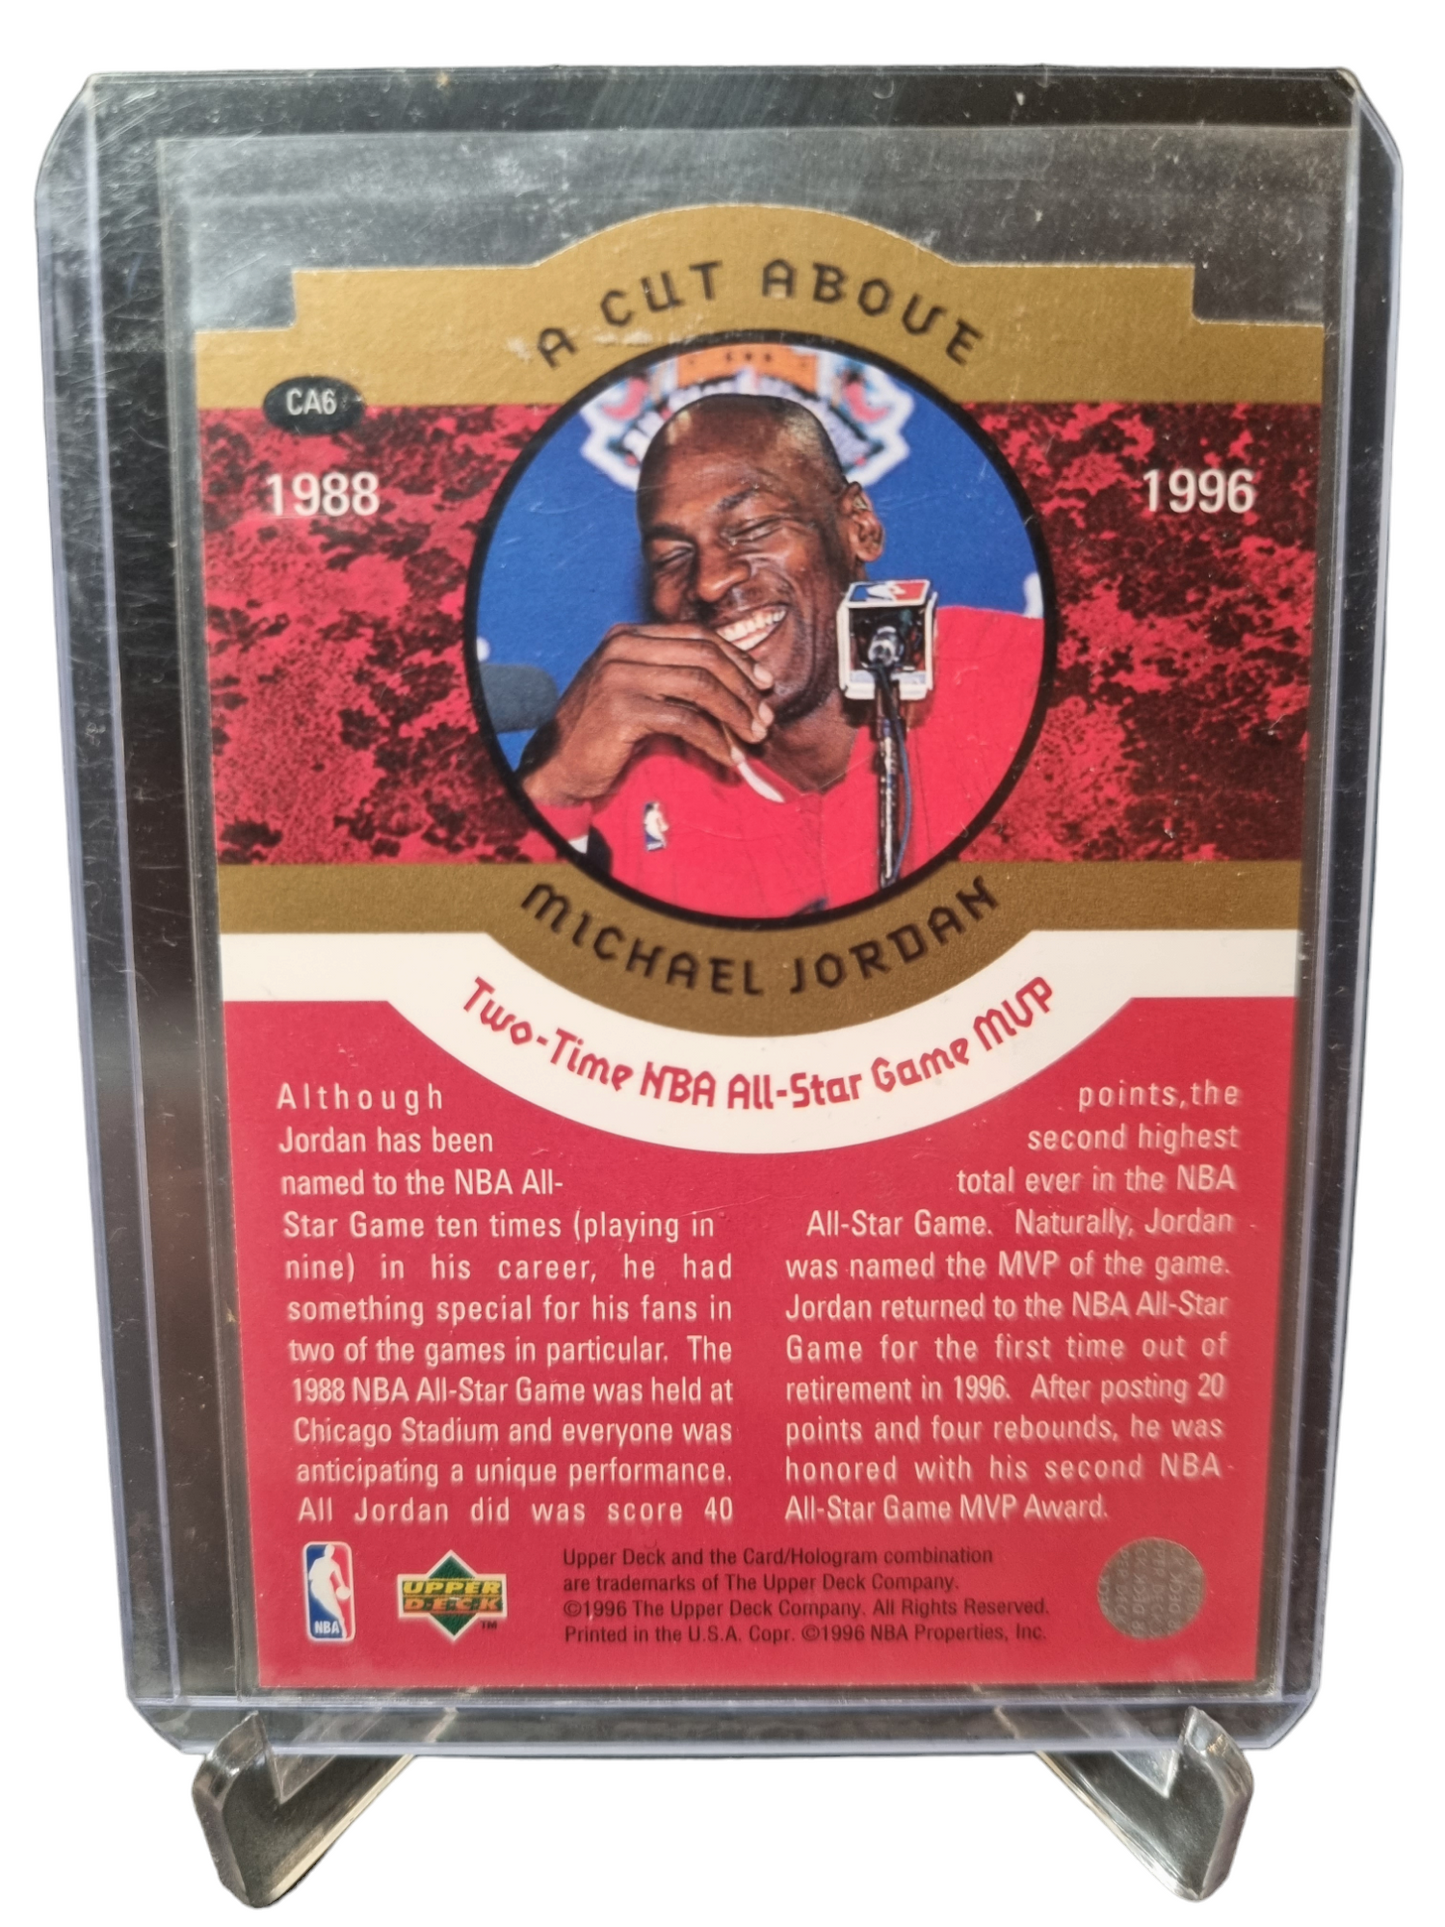 A CUT ABOVE
CA6
1988
1996
MICHAEL JORDAN
Two-Time NBA All-Star Game MVP
Although
Jordan has been
named to the NBA All-
Star Game ten times (playing in
nine) in his career, he had
something special for his fans in
two of the games in particular. The
1988 NBA All-Star Game was held at
Chicago Stadium and everyone was
anticipating a unique performance.
All Jordan did was score 40
points, the
second highest
total ever in the NBA
All-Star Game. Naturally, Jordan
was named the MVP of the game.
Jordan returned to the NBA All-Star
Game for the first time out of
retirement in 1996. After posting 20
points and four rebounds, he was
honored with his second NBA
All-Star Game MVP Award.
NBA
UPPER
DECK
TM
Upper Deck and the Card/Hologram combination
are trademarks of The Upper Deck Company.
©1996 The Upper Deck Company. All Rights Reserved.
Printed in the U.S.A. Copr. ©1996 NBA Properties, Inc.